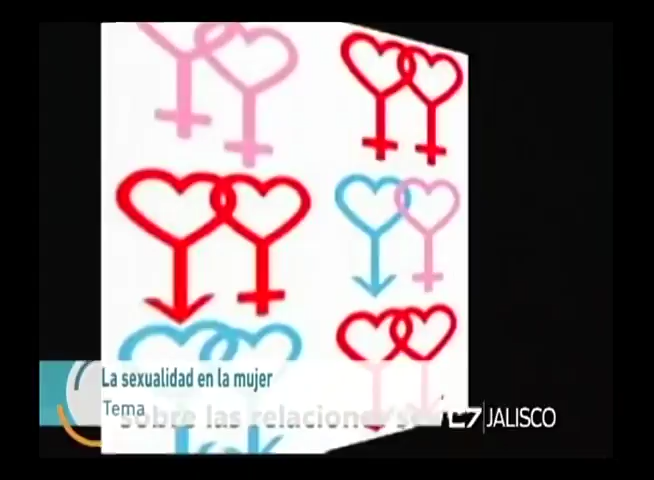 La sexualidad en la mujer
Tema
sobre las relaciones
C7 JALISCO